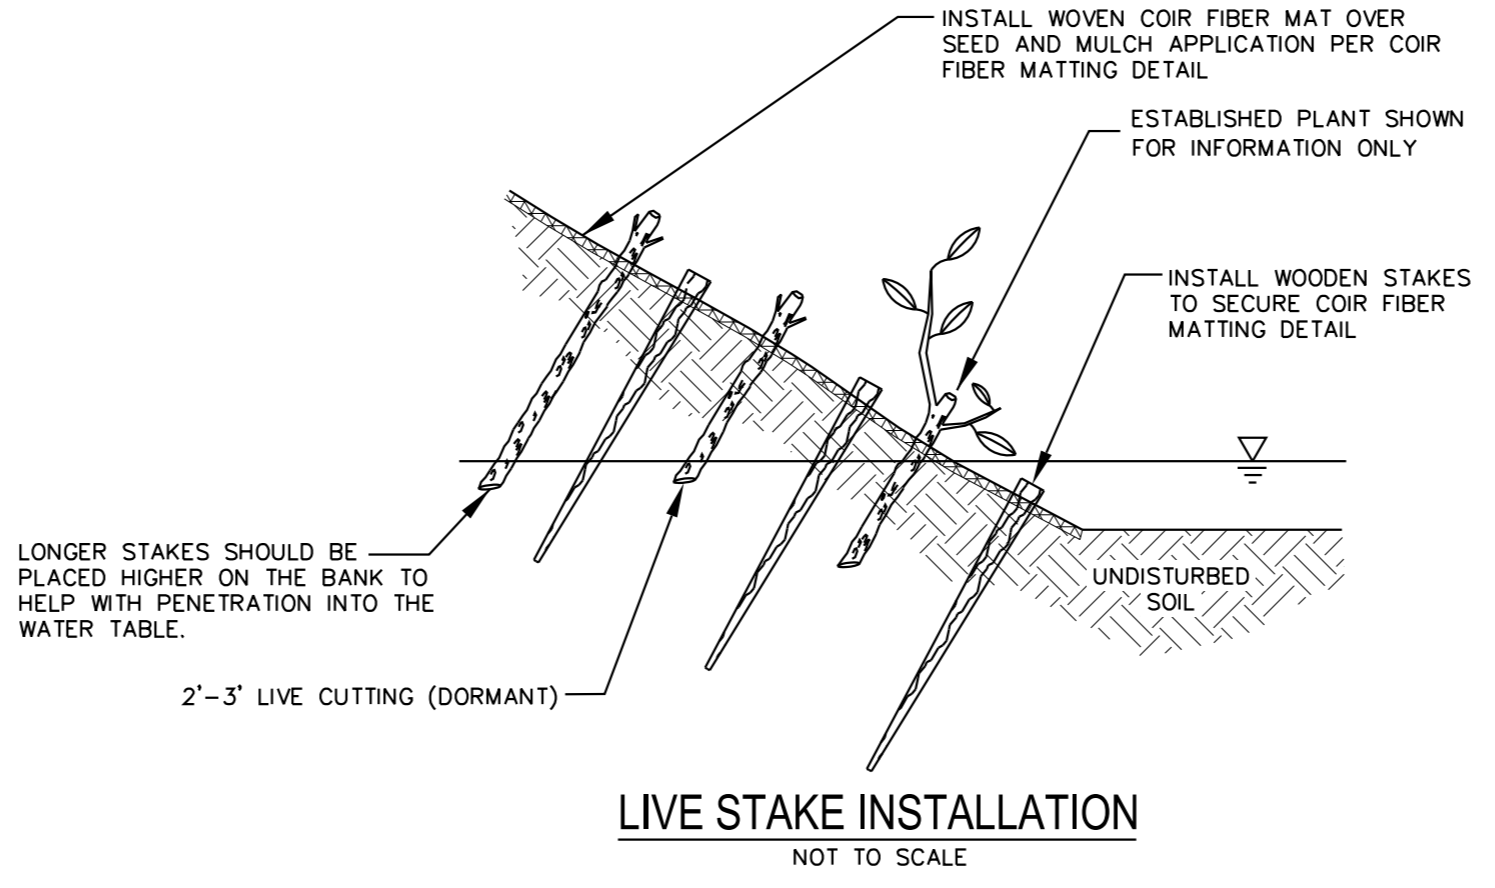 INSTALL WOVEN COIR FIBER MAT OVER
SEED AND MULCH APPLICATION PER COIR
FIBER MATTING DETAIL
ESTABLISHED PLANT SHOWN
FOR INFORMATION ONLY
INSTALL WOODEN STAKES
TO SECURE COIR FIBER
MATTING DETAIL
LONGER STAKES SHOULD BE
PLACED HIGHER ON THE BANK TO
HELP WITH PENETRATION INTO THE
WATER TABLE.
UNDISTURBED
SOIL
2'-3' LIVE CUTTING (DORMANT)
LIVE STAKE INSTALLATION
NOT TO SCALE